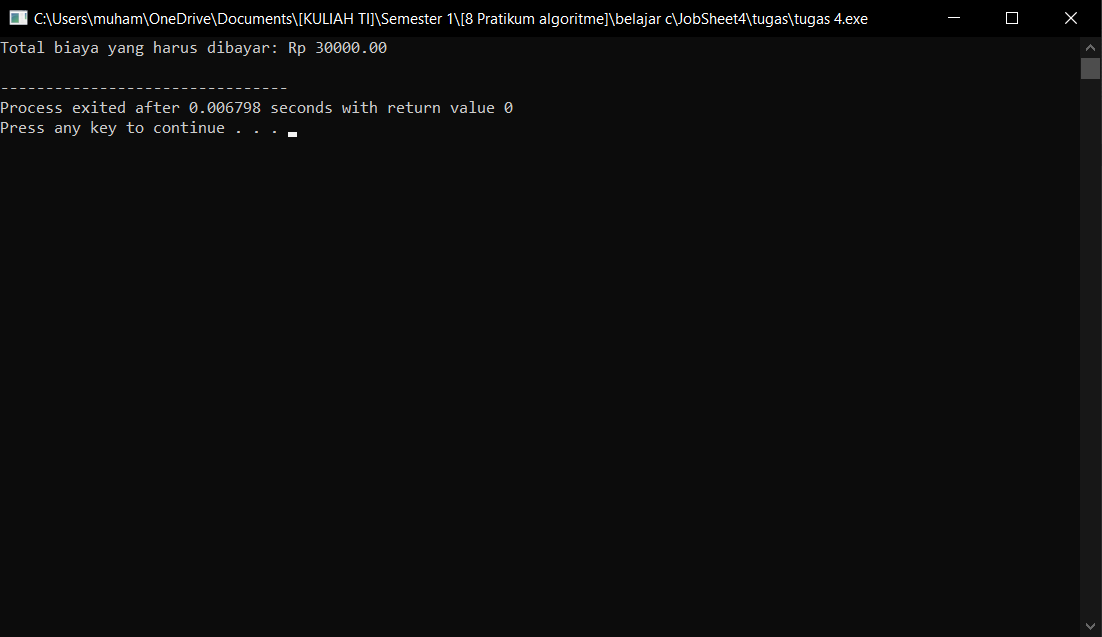 C:\Users\muham\OneDrive\Documents\[KULIAH TI]\Semester 1\[8 Pratikum algoritme]\belajar c\JobSheet4\tugas\tugas 4.exe
Total biaya yang harus dibayar: Rp 30000.00
--------------------------------
Process exited after 0.006798 seconds with return value 0
Press any key to continue . . .